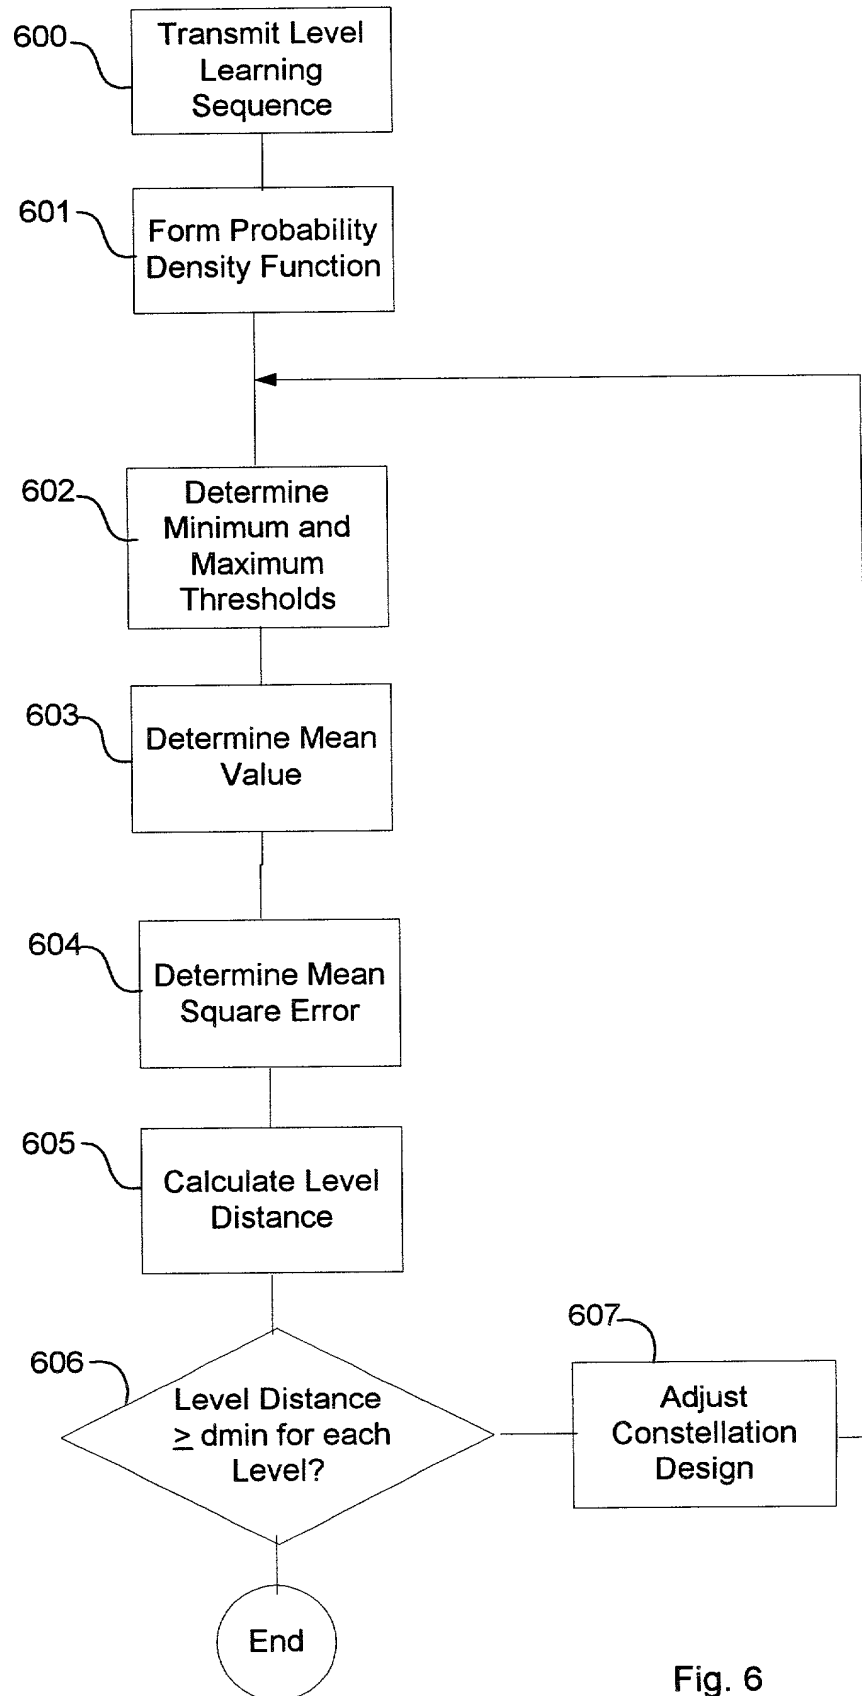 600
Transmit Level
Learning
Sequence
601
Form Probability
Density Function
602
Determine
Minimum and
Maximum
Thresholds
603
Determine Mean
Value
604
Determine Mean
Square Error
605
Calculate Level
Distance
606
Level Distance
≥ dmin for each
Level?
607
Adjust
Constellation
Design
End
Fig. 6